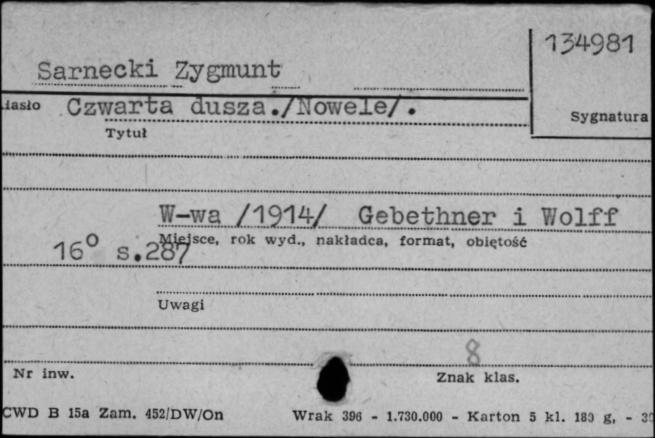 134981
Sarnecki Zygmunt
Sygnatura
Czwarta dusza./Nowele/.
Tytuł
W-wa /1914/ Gebethner i Wolff
Miejsce, rok wyd., nakładca, format, obiętość
16° s.287
Uwagi
8
Nr inw.
Znak klas.
CWD B 15a Zam. 452/DW/On Wrak 396 - 1.730.000 - Karton 5 kl. 180 g, -